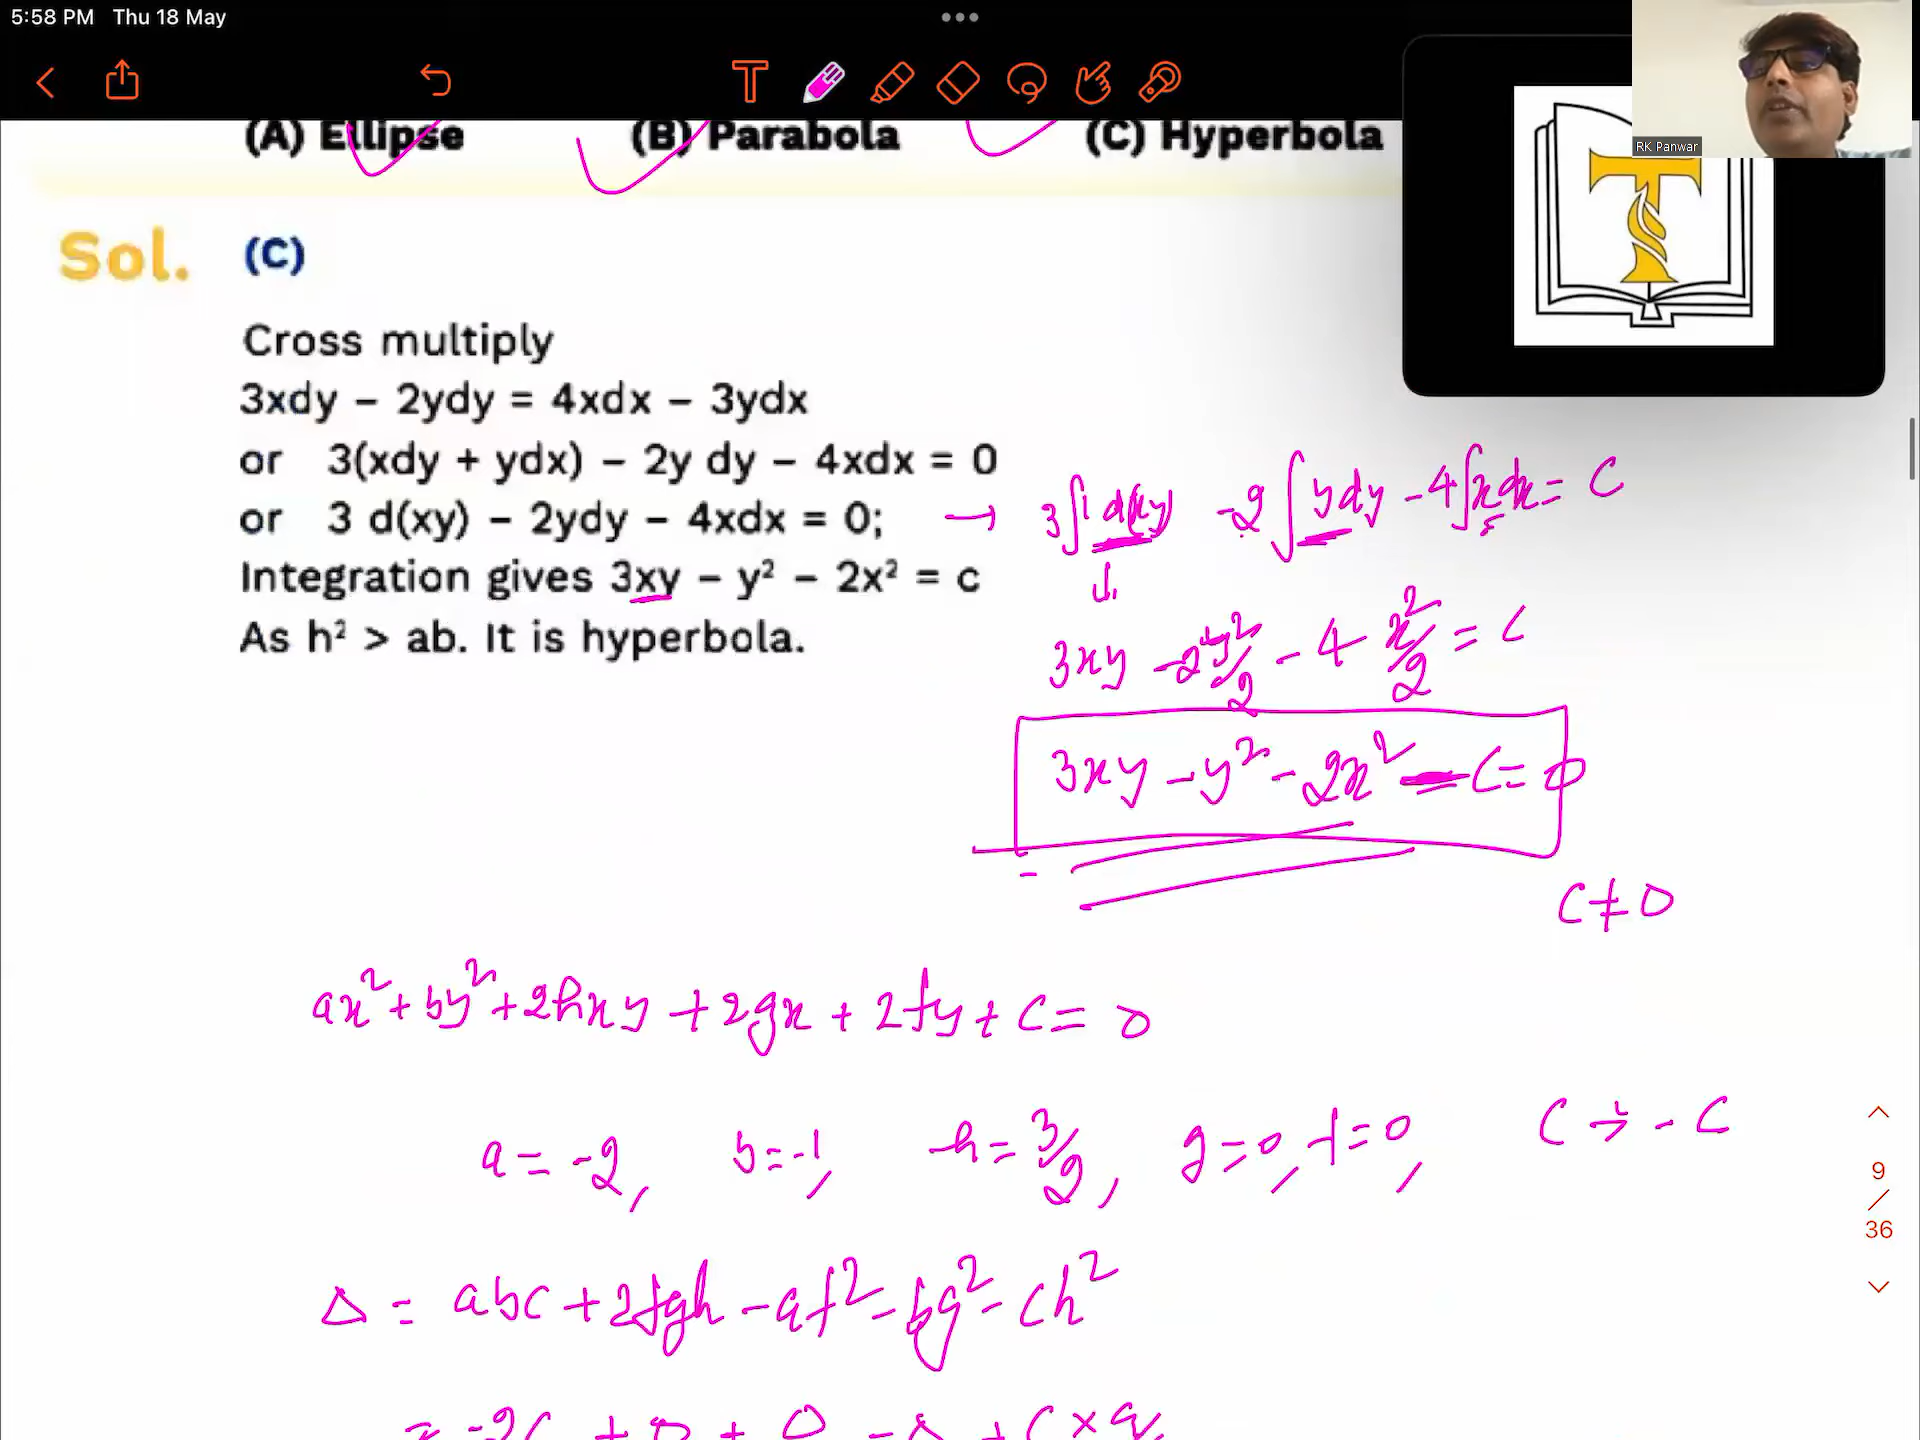 5:58 PM Thu 18 May
RK Panwar
(A) Ellipse (B) Parabola (C) Hyperbola
Sol. (C)
Cross multiply
3xdy – 2ydy = 4xdx – 3ydx
or 3(xdy + ydx) – 2y dy – 4xdx = 0
or 3 d(xy) – 2ydy – 4xdx = 0;
→ 3∫1 d(xy) -2∫ydy -4∫xdx = C
Integration gives 3xy – y² – 2x² = c
As h² > ab. It is hyperbola.
3xy - 2y²/2 - 4 x²/2 = C
3xy - y² - 2x² - C = 0
C ≠ 0
ax² + by² + 2hxy + 2gx + 2fy + C = 0
a = -2, b = -1, h = 3/2, g = 0, f = 0, C → - C
9
/
36
Δ = abc + 2fgh - af² - bg² - ch²